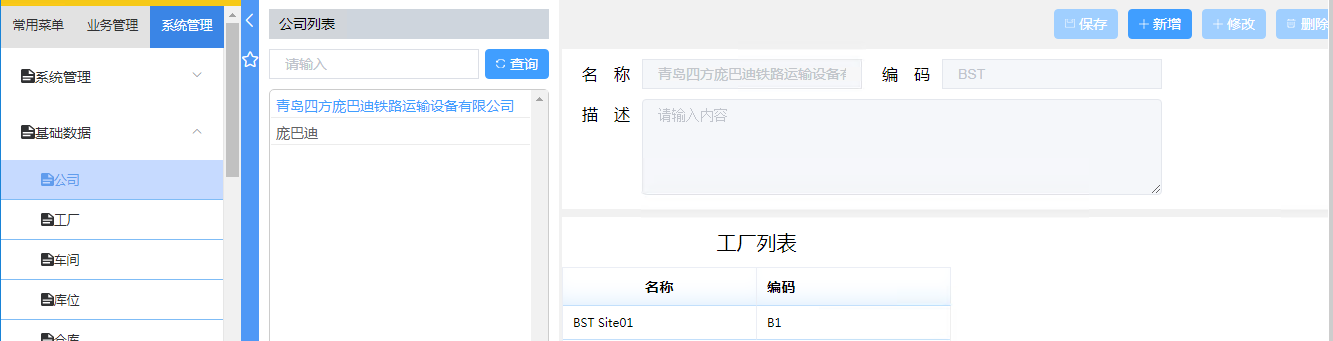 常用菜单 业务管理 系统管理
系统管理
基础数据
公司
工厂
车间
库位
仓库
公司列表
请输入 查询
青岛四方庞巴迪铁路运输设备有限公司
庞巴迪
保存 新增 修改 删除
名 称 青岛四方庞巴迪铁路运输设备有 编 码 BST
描 述 请输入内容
工厂列表
名称 编码
BST Site01 B1